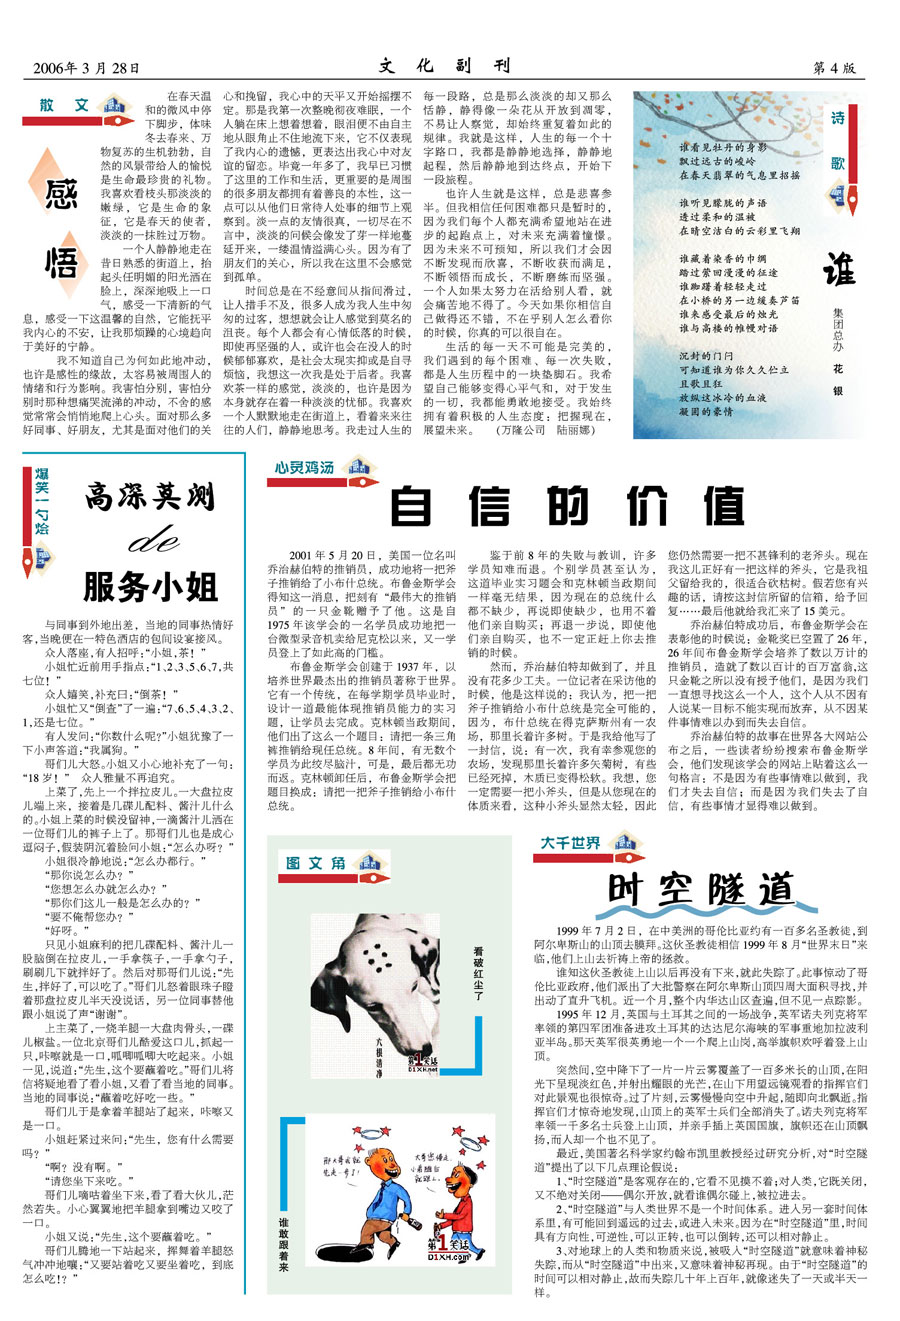 2006年 3 月 28日
文 化 副 刊
第 4 版
散 文
感
悟
在春天温
和的微风中停
下脚步,体味
冬去春来、万
物复苏的生机勃勃,自
然的风景带给人的愉悦
是生命最珍贵的礼物。
我喜欢看枝头那淡淡的
嫩绿,它是生命的象
征,它是春天的使者,
淡淡的一抹胜过万物。
一个人静静地走在
昔日熟悉的街道上,抬
起头任明媚的阳光洒在
脸上,深深地吸上一口
气,感受一下清新的气
息,感受一下这温馨的自然,它能抚平
我内心的不安,让我那烦躁的心境趋向
于美好的宁静。
我不知道自己为何如此地冲动,
也许是感性的缘故,太容易被周围人的
情绪和行为影响。我害怕分别,害怕分
别时那种想痛哭流涕的冲动,不舍的感
觉常常会悄悄地爬上心头。面对那么多
好同事、好朋友,尤其是面对他们的关
心和挽留,我心中的天平又开始摇摆不
定。那是我第一次整晚彻夜难眠,一个
人躺在床上想着想着,眼泪便不由自主
地从眼角止不住地流下来,它不仅表现
了我内心的遗憾,更表达出我心中对友
谊的留恋。毕竟一年多了,我早已习惯
了这里的工作和生活,更重要的是周围
的很多朋友都拥有着善良的本性,这一
点可以从他们日常待人处事的细节上观
察到。淡一点的友情很真,一切尽在不
言中,淡淡的问候会像发了芽一样地蔓
延开来,一缕温情溢满心头。因为有了
朋友们的关心,所以我在这里不会感觉
到孤单。
时间总是在不经意间从指间滑过,
让人措手不及,很多人成为我人生中匆
匆的过客,想想就会让人感觉到莫名的
沮丧。每个人都会有心情低落的时候,
即使再坚强的人,或许也会在没人的时
候郁郁寡欢,是社会太现实抑或是自寻
烦恼,我想这一次我是处于后者。我喜
欢茶一样的感觉,淡淡的,也许是因为
本身就存在着一种淡淡的忧郁。我喜欢
一个人默默地走在街道上,看着来来往
往的人们,静静地思考。我走过人生的
每一段路,总是那么淡淡的却又那么
恬静,静得像一朵花从开放到凋零,
不易让人察觉,却始终重复着如此的
规律。我就是这样,人生的每一个十
字路口,我都是静静地选择,静静地
起程,然后静静地到达终点,开始下
一段旅程。
也许人生就是这样,总是悲喜参
半。但我相信任何困难都只是暂时的,
因为我们每个人都充满希望地站在进
步的起跑点上,对未来充满着憧憬。
因为未来不可预知,所以我们才会因
不断发现而欣喜,不断收获而满足,
不断领悟而成长,不断磨练而坚强。
一个人如果太努力在活给别人看,就
会痛苦地不得了。今天如果你相信自
己做得还不错,不在乎别人怎么看你
的时候,你真的可以很自在。
生活的每一天不可能是完美的,
我们遇到的每个困难、每一次失败,
都是人生历程中的一块垫脚石。我希
望自己能够变得心平气和,对于发生
的一切,我都能勇敢地接受。我始终
拥有着积极的人生态度:把握现在,
展望未来。 (万隆公司 陆丽娜)
诗 歌
谁
集团总办 花 银
谁看见牡丹的身影
飘过远古的峻岭
在春天翡翠的气息里招摇
谁听见朦胧的声语
透过柔和的温被
在晴空洁白的云彩里飞翔
谁藏着染香的巾绸
踏过萦回漫漫的征途
谁踟躇着轻轻走过
在小桥的另一边缓奏芦笛
谁来感受最后的烛光
谁与高楼的帷幔对语
沉封的门闩
可知道谁为你久久伫立
且歌且狂
放纵这冰冷的血液
凝固的豪情
爆笑一勺烩
高深莫测
de
服务小姐
与同事到外地出差,当地的同事热情好
客,当晚便在一特色酒店的包间设宴接风。
众人落座,有人招呼:“小姐,茶!”
小姐忙近前用手指点:“1、2、3、5、6、7,共
七位!”
众人嬉笑,补充曰:“倒茶!”
小姐忙又“倒查”了一遍:“7、6、5、4、3、2、
1,还是七位。”
有人发问:“你数什么呢?”小姐犹豫了一
下小声答道:“我属狗。”
哥们儿大怒。小姐又小心地补充了一句:
“18岁!” 众人雅量不再追究。
上菜了,先上一个拌拉皮儿。一大盘拉皮
儿端上来,接着是几碟儿配料、酱汁儿什么
的。小姐上菜的时候没留神,一滴酱汁儿洒在
一位哥们儿的裤子上了。那哥们儿也是成心
逗闷子,假装阴沉着脸问小姐:“怎么办呀?”
小姐很冷静地说:“怎么办都行。”
“那你说怎么办?”
“您想怎么办就怎么办?”
“那你们这儿一般是怎么办的?”
“要不俺帮您办?”
“好呀。”
只见小姐麻利的把几碟配料、酱汁儿一
股脑倒在拉皮儿,一手拿筷子,一手拿勺子,
刷刷几下就拌好了。然后对那哥们儿说:“先
生,拌好了,可以吃了。”哥们儿怒着眼珠子瞪
着那盘拉皮儿半天没说话,另一位同事替他
跟小姐说了声“谢谢”。
上主菜了,一烧羊腿一大盘肉骨头,一碟
儿椒盐。一位北京哥们儿酷爱这口儿,抓起一
只,咔嚓就是一口,呱唧呱唧大吃起来。小姐
一见,说道:“先生,这个要蘸着吃。”哥们儿将
信将疑地看了看小姐,又看了看当地的同事。
当地的同事说:“蘸着吃好吃一些。”
哥们儿于是拿着羊腿站了起来,咔嚓又
是一口。
小姐赶紧过来问:“先生,您有什么需要
吗?”
“啊?没有啊。”
“请您坐下来吃。”
哥们儿嘀咕着坐下来,看了看大伙儿,茫
然若失。小心翼翼地把羊腿拿到嘴边又咬了
一口。
小姐又说:“先生,这个要蘸着吃。”
哥们儿腾地一下站起来,挥舞着羊腿怒
气冲冲地嚷:“又要站着吃又要坐着吃,到底
怎么吃!?”
心灵鸡汤
自信的价值
2001 年 5 月 20 日,美国一位名叫
乔治赫伯特的推销员,成功地将一把斧
子推销给了小布什总统。布鲁金斯学会
得知这一消息,把刻有“最伟大的推销
员”的一只金靴赠予了他。这是自
1975 年该学会的一名学员成功地把一
台微型录音机卖给尼克松以来,又一学
员登上了如此高的门槛。
布鲁金斯学会创建于 1937 年,以
培养世界最杰出的推销员著称于世界。
它有一个传统,在每学期学员毕业时,
设计一道最能体现推销员能力的实习
题,让学员去完成。克林顿当政期间,
他们出了这么一个题目:请把一条三角
裤推销给现任总统。8 年间,有无数个
学员为此绞尽脑汁,可是,最后都无功
而返。克林顿卸任后,布鲁金斯学会把
题目换成:请把一把斧子推销给小布什
总统。
鉴于前 8 年的失败与教训,许多
学员知难而退。个别学员甚至认为,
这道毕业实习题会和克林顿当政期间
一样毫无结果,因为现在的总统什么
都不缺少,再说即使缺少,也用不着
他们亲自购买;再退一步说,即使他
们亲自购买,也不一定正赶上你去推
销的时候。
然而,乔治赫伯特却做到了,并且
没有花多少工夫。一位记者在采访他的
时候,他是这样说的:我认为,把一把
斧子推销给小布什总统是完全可能的,
因为,布什总统在得克萨斯州有一农
场,那里长着许多树。于是我给他写了
一封信,说:有一次,我有幸参观您的
农场,发现那里长着许多矢菊树,有些
已经死掉,木质已变得松软。我想,您
一定需要一把小斧头,但是从您现在的
体质来看,这种小斧头显然太轻,因此
您仍然需要一把不甚锋利的老斧头。现在
我这儿正好有一把这样的斧头,它是我祖
父留给我的,很适合砍枯树。假若您有兴
趣的话,请按这封信所留的信箱,给予回
复……最后他就给我汇来了 15 美元。
乔治赫伯特成功后,布鲁金斯学会在
表彰他的时候说:金靴奖已空置了 26 年,
26 年间布鲁金斯学会培养了数以万计的
推销员,造就了数以百计的百万富翁,这
只金靴之所以没有授予他们,是因为我们
一直想寻找这么一个人,这个人从不因有
人说某一目标不能实现而放弃,从不因某
件事情难以办到而失去自信。
乔治赫伯特的故事在世界各大网站公
布之后,一些读者纷纷搜索布鲁金斯学
会,他们发现该学会的网站上贴着这么一
句格言:不是因为有些事情难以做到,我
们才失去自信;而是因为我们失去了自
信,有些事情才显得难以做到。
图 文 角
看破红尘了
六根清净
第1笑话
D1XH.net
那大哥我就先走一步了!
大哥您慢走,小弟随后就跟上。
第1笑话
D1XH.com
谁敢跟着来
大千世界
时空隧道
1999 年 7 月 2 日,在中美洲的哥伦比亚约有一百多名圣教徒,到
阿尔卑斯山的山顶去膜拜。这伙圣教徒相信 1999 年 8 月“世界末日”来
临,他们上山去祈祷上帝的拯救。
谁知这伙圣教徒上山以后再没有下来,就此失踪了。此事惊动了哥
伦比亚政府,他们派出了大批警察在阿尔卑斯山顶四周大面积寻找,并
出动了直升飞机。近一个月,整个内华达山区查遍,但不见一点踪影。
1995 年 12 月,英国与土耳其之间的一场战争,英军诺夫列克将军
率领的第四军团准备进攻土耳其的达达尼尔海峡的军事重地加拉波利
亚半岛。那天英军很英勇地一个一个爬上山岗,高举旗帜欢呼着登上山
顶。
突然间,空中降下了一片一片云雾覆盖了一百多米长的山顶,在阳
光下呈现淡红色,并射出耀眼的光芒,在山下用望远镜观看的指挥官们
对此景观也很惊奇。过了片刻,云雾慢慢向空中升起,随即向北飘逝。指
挥官们才惊奇地发现,山顶上的英军士兵们全部消失了。诺夫列克将军
率领一千多名士兵登上山顶,并亲手插上英国国旗,旗帜还在山顶飘
扬,而人却一个也不见了。
最近,美国著名科学家约翰布凯里教授经过研究分析,对“时空隧
道”提出了以下几点理论假说:
1、“时空隧道”是客观存在的,它看不见摸不着;对人类,它既关闭,
又不绝对关闭——偶尔开放,就看谁偶尔碰上,被拉进去。
2、“时空隧道”与人类世界不是一个时间体系。进入另一套时间体
系里,有可能回到遥远的过去,或进入未来。因为在“时空隧道”里,时间
具有方向性,可逆性,可以正转,也可以倒转,还可以相对静止。
3、对地球上的人类和物质来说,被吸入“时空隧道”就意味着神秘
失踪,而从“时空隧道”中出来,又意味着神秘再现。由于“时空隧道”的
时间可以相对静止,故而失踪几十年上百年,就像迷失了一天或半天一
样。